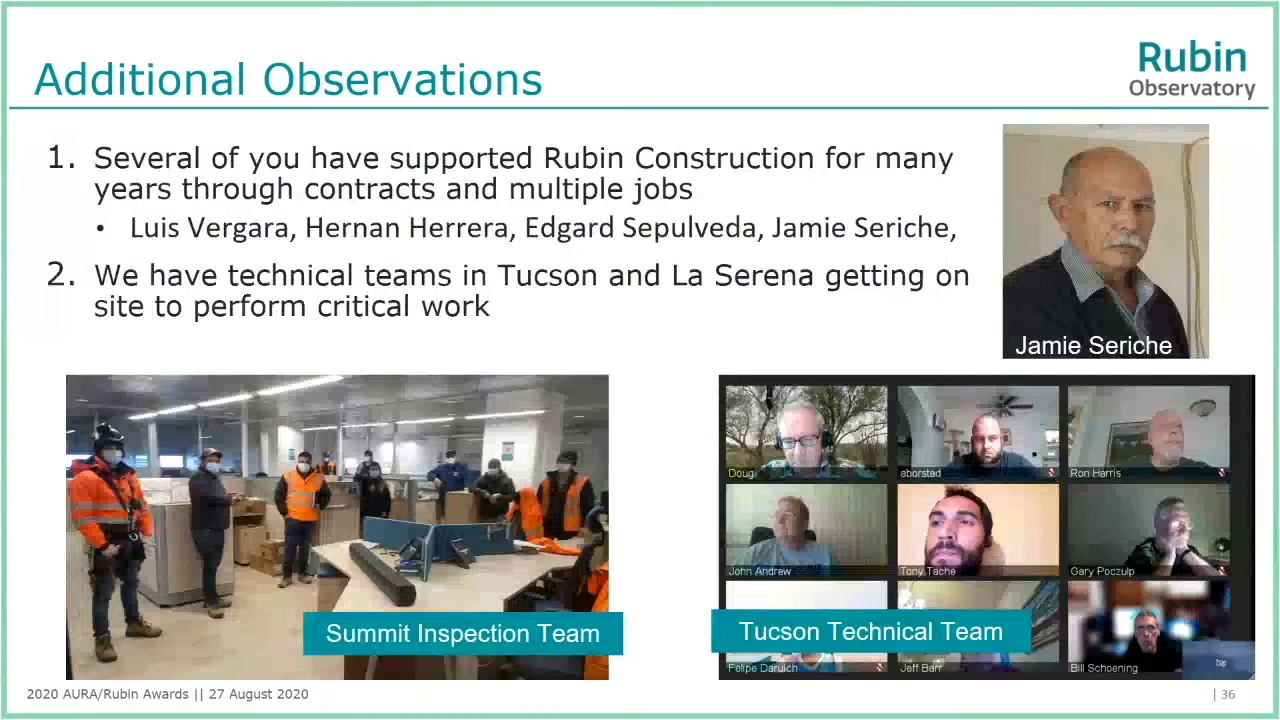 Additional Observations
Rubin
Observatory
1. Several of you have supported Rubin Construction for many
years through contracts and multiple jobs
• Luis Vergara, Hernan Herrera, Edgard Sepulveda, Jamie Seriche,
2. We have technical teams in Tucson and La Serena getting on
site to perform critical work
Jamie Seriche
Summit Inspection Team
Doug
aborstad
Ron Harris
John Andrew
Tony Tache
Gary Poczulp
Tucson Technical Team
Felipe Daruich
Jeff Barr
Bill Schoening
2020 AURA/Rubin Awards || 27 August 2020
| 36